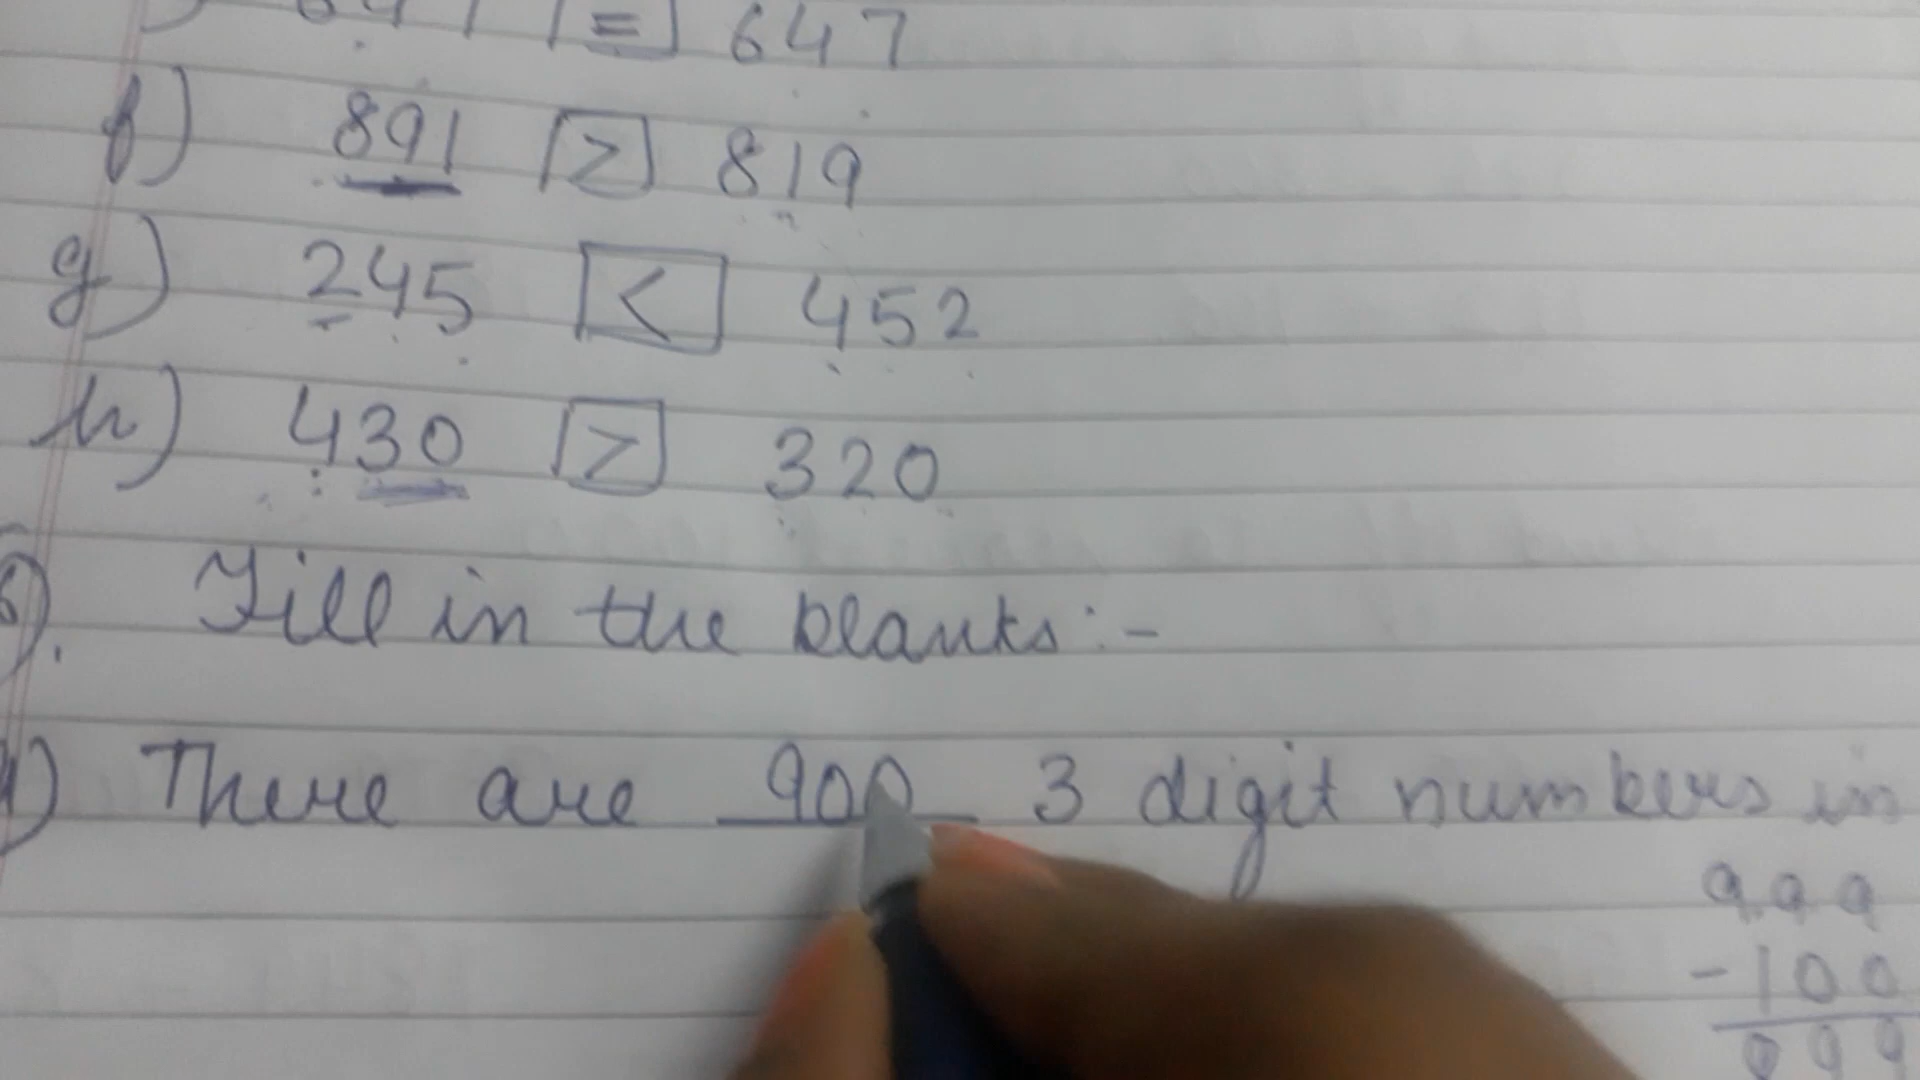 = 647
f) 891 > 819
g) 245 < 452
h) 430 > 320
Fill in the blanks :-
There are 900 3 digit numbers in
999
- 100